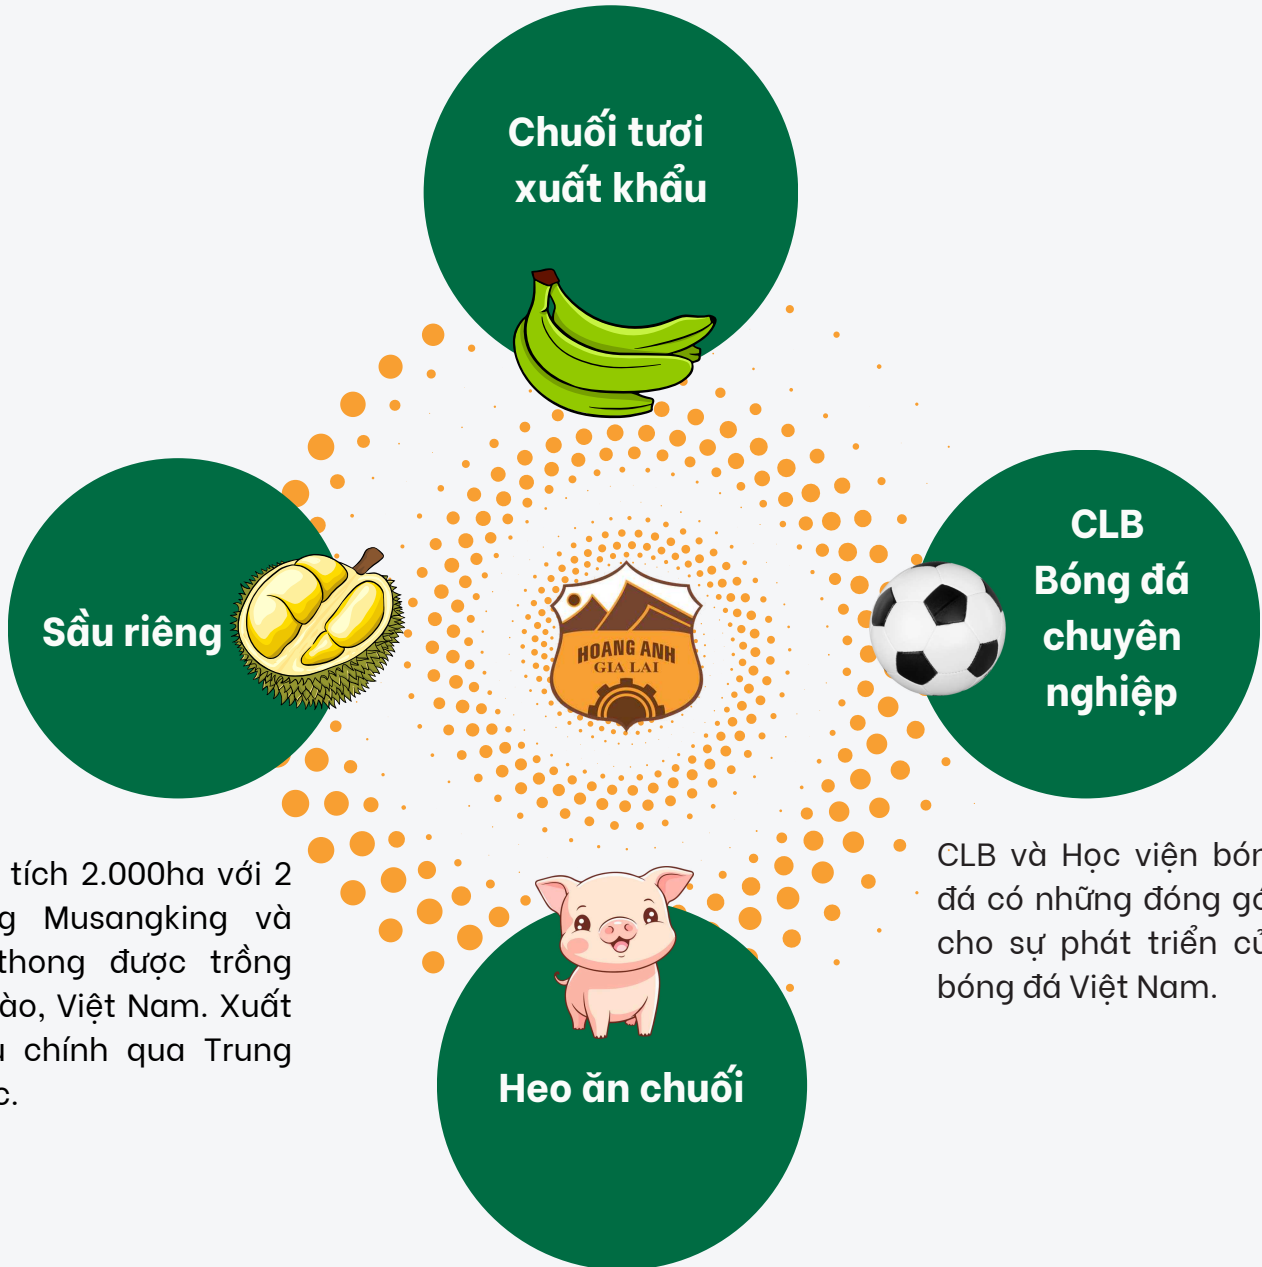 Chuối tươi
xuất khẩu
Sầu riêng
HOANG ANH
GIA LAI
CLB
Bóng đá
chuyên
nghiệp
tích 2.000ha với 2
Musangking và
được trồng
Việt Nam. Xuất
chính qua Trung
CLB và Học viện
đá có những đóng
cho sự phát triển
bóng đá Việt Nam.
Heo ăn chuối